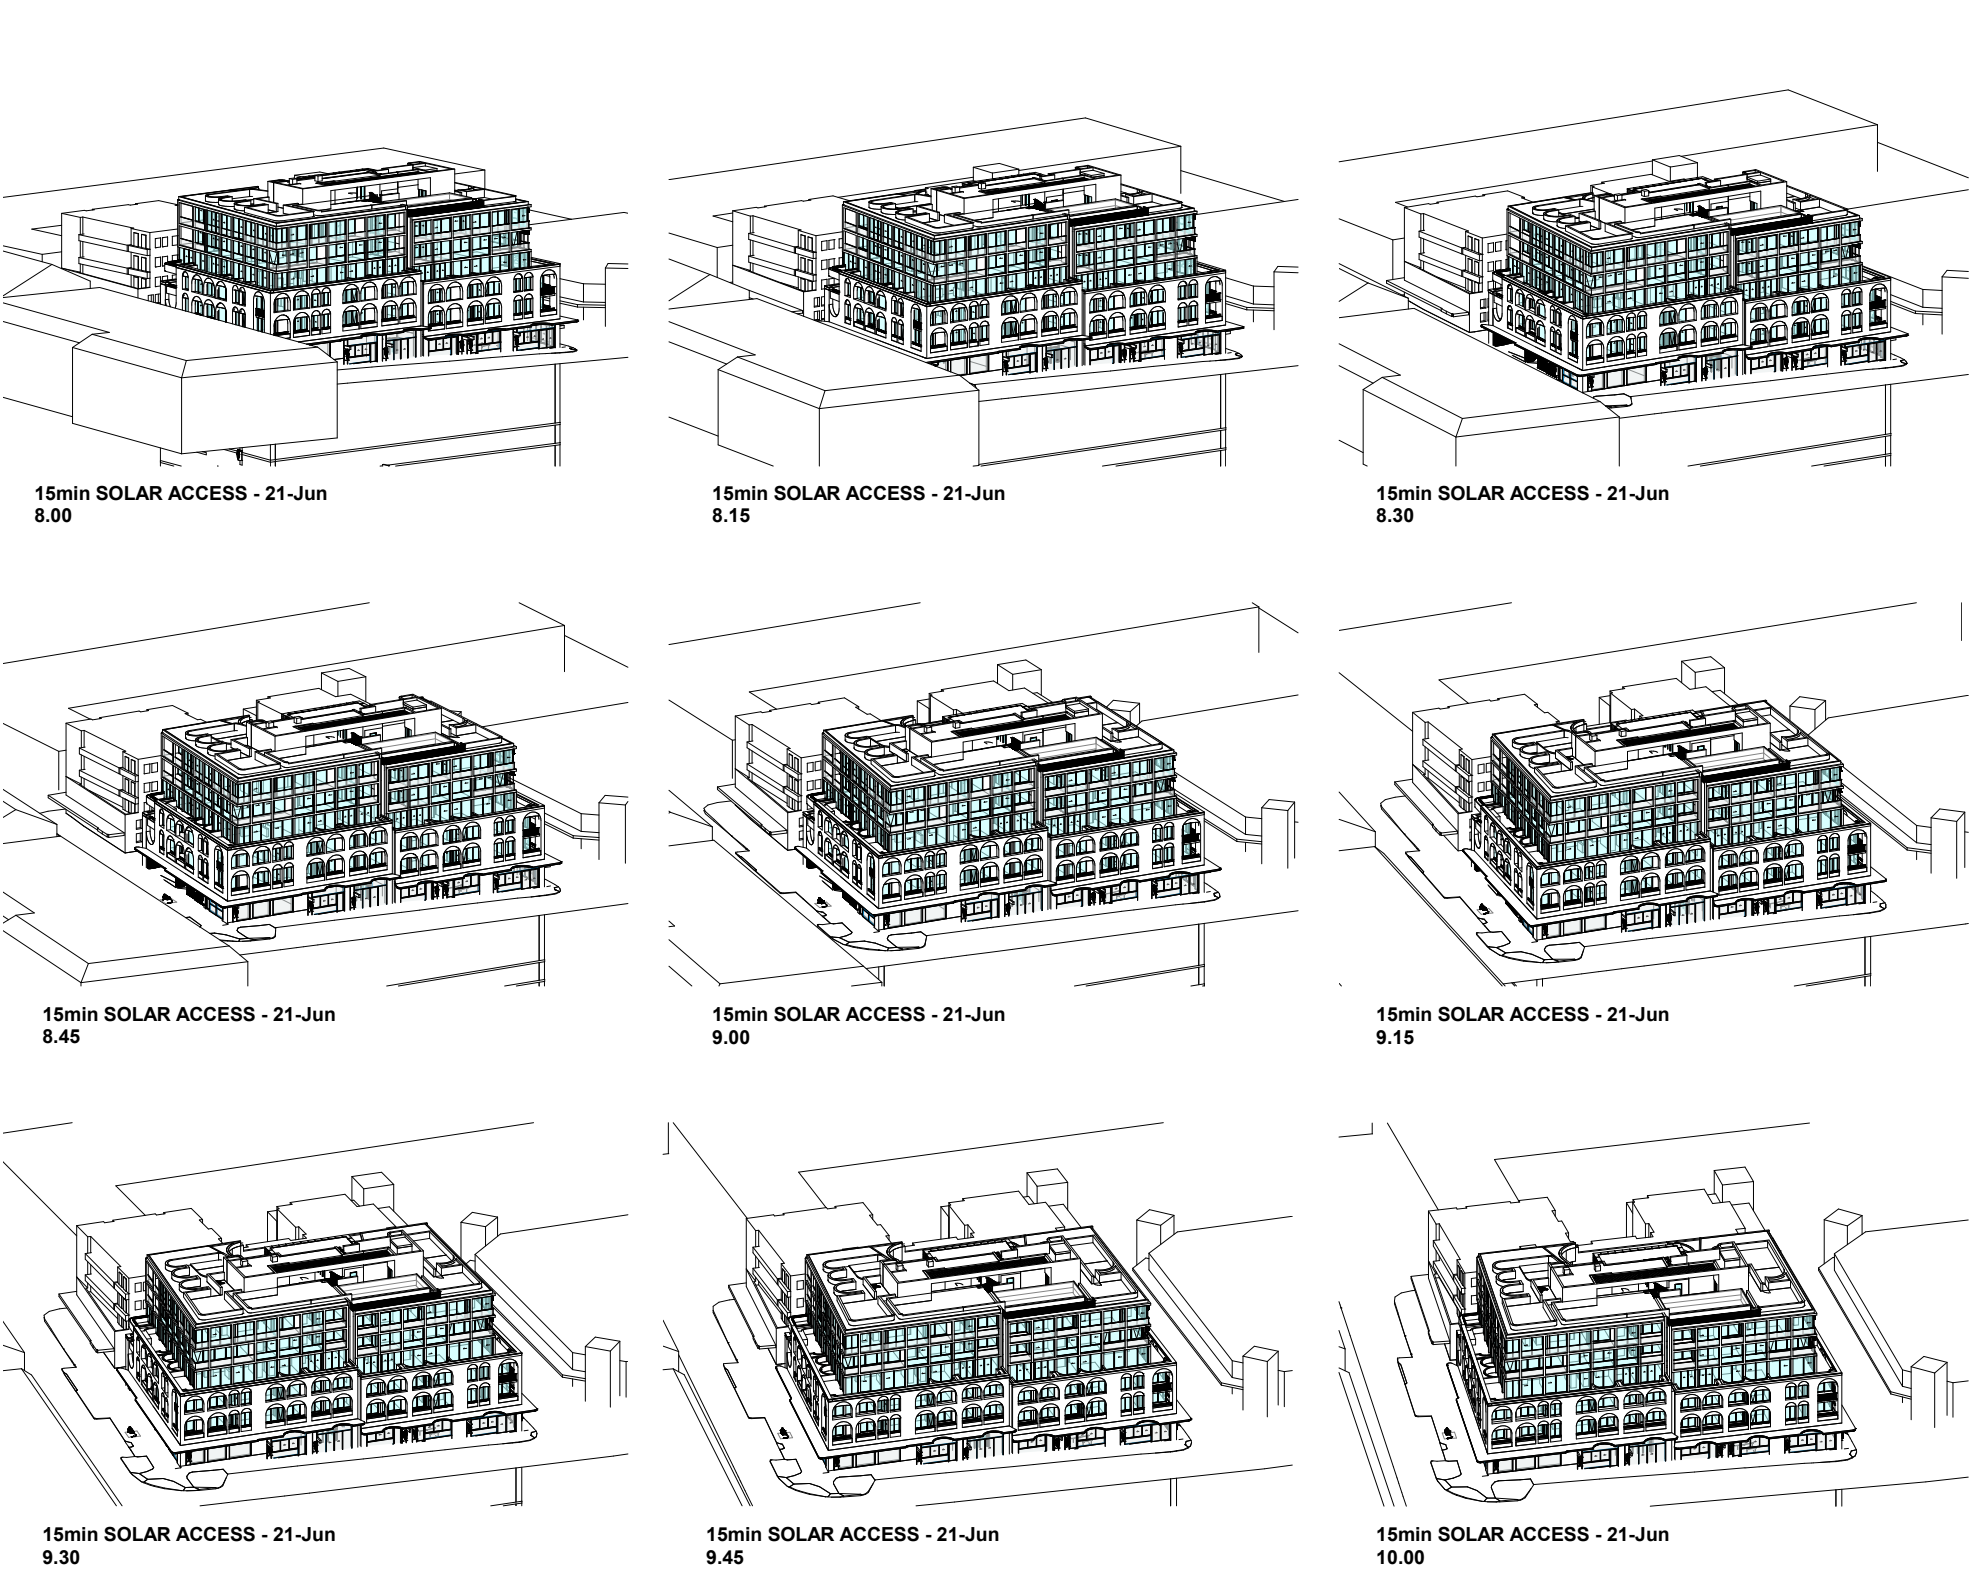 15min SOLAR ACCESS - 21-Jun
8.00
15min SOLAR ACCESS - 21-Jun
8.15
15min SOLAR ACCESS - 21-Jun
8.30
15min SOLAR ACCESS - 21-Jun
8.45
15min SOLAR ACCESS - 21-Jun
9.00
15min SOLAR ACCESS - 21-Jun
9.15
15min SOLAR ACCESS - 21-Jun
9.30
15min SOLAR ACCESS - 21-Jun
9.45
15min SOLAR ACCESS - 21-Jun
10.00